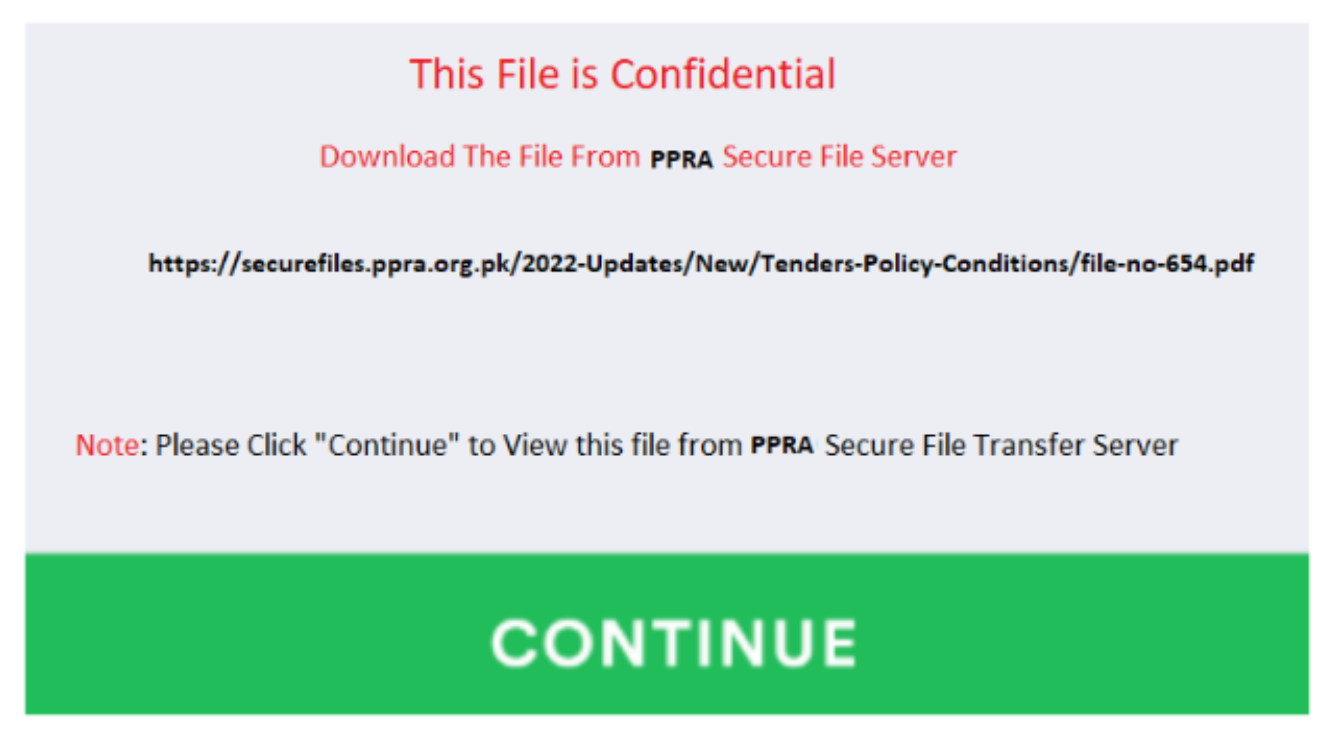 This File is Confidential
Download The File From PPRA Secure File Server
https://securefiles.ppra.org.pk/2022-Updates/New/Tenders-Policy-Conditions/file-no-654.pdf
Note: Please Click "Continue" to View this file from PPRA Secure File Transfer Server
CONTINUE